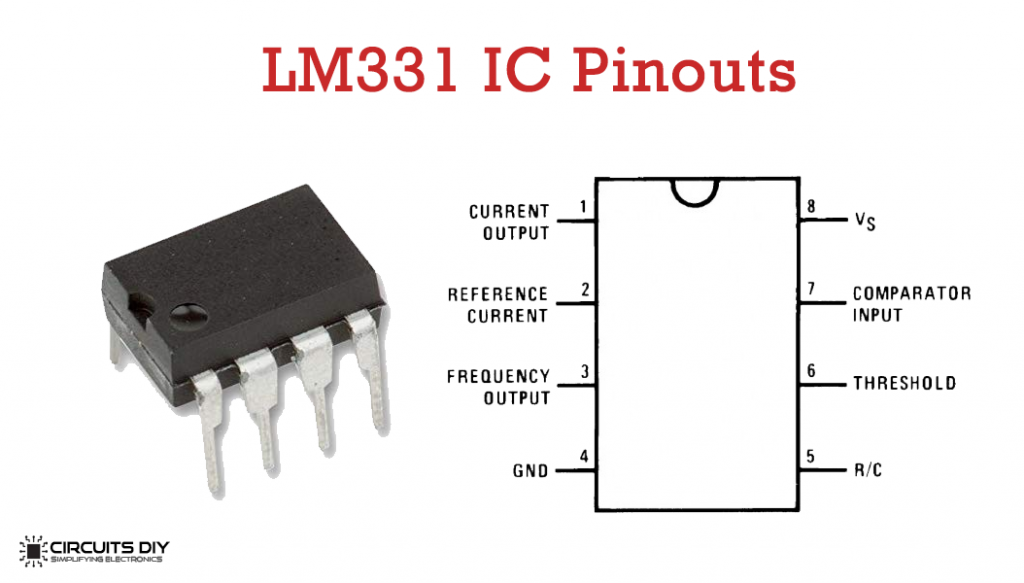 LM331 IC Pinouts
CURRENT
OUTPUT
1
REFERENCE
CURRENT
2
FREQUENCY
OUTPUT
3
GND
4
8
VS
7
COMPARATOR
INPUT
6
THRESHOLD
5
R/C
CIRCUITS DIY
SIMPLIFYING ELECTRONICS